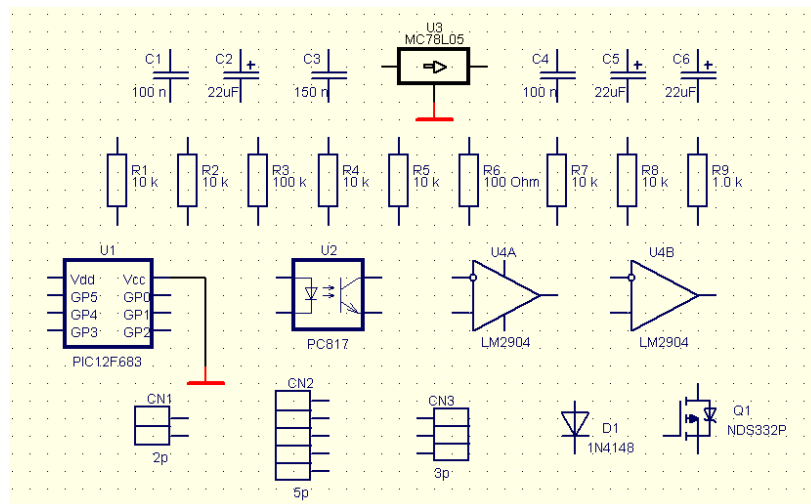 U3
MC78L05
C1
C2
C3
C4
C5
C6
+
+
+
100 n
22uF
150 n
100 n
22uF
22uF
R1
R2
R3
R4
R5
R6
R7
R8
R9
10 k
10 k
100 k
10 k
10 k
100 Ohm
10 k
10 k
1.0 k
U1
U2
U4A
U4B
Vdd Vcc
GP5 GP0
GP4 GP1
GP3 GP2
PIC12F683
PC817
LM2904
LM2904
CN1
CN2
CN3
D1
Q1
1N4148
NDS332P
2p
3p
5p